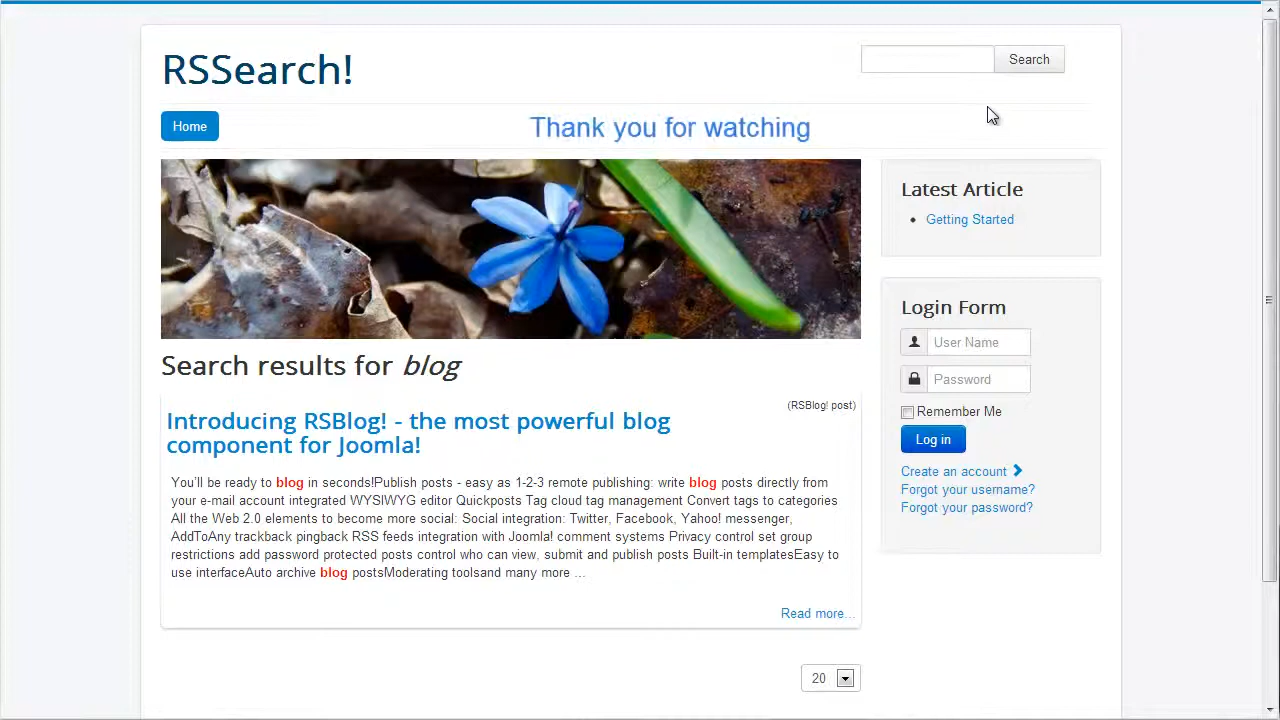 RSSearch!
Search
Home
Thank you for watching
Latest Article
Getting Started
Login Form
User Name
Password
Remember Me
Log in
Create an account
Forgot your username?
Forgot your password?
Search results for blog
(RSBlog! post)
Introducing RSBlog! - the most powerful blog
component for Joomla!
You'll be ready to blog in seconds!Publish posts - easy as 1-2-3 remote publishing: write blog posts directly from
your e-mail account integrated WYSIWYG editor Quickposts Tag cloud tag management Convert tags to categories
All the Web 2.0 elements to become more social: Social integration: Twitter, Facebook, Yahoo! messenger,
AddToAny trackback pingback RSS feeds integration with Joomla! comment systems Privacy control set group
restrictions add password protected posts control who can view, submit and publish posts Built-in templatesEasy to
use interfaceAuto archive blog postsModerating toolsand many more ...
Read more...
20